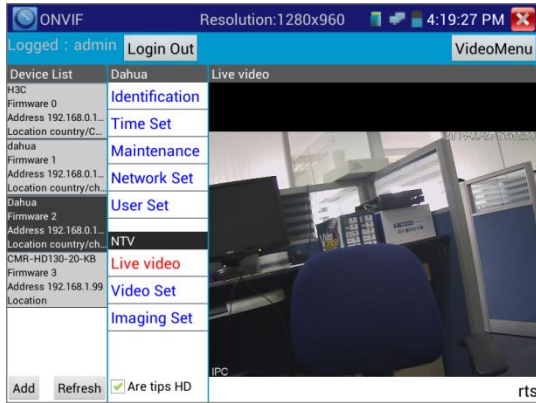 ONVIF
Resolution:1280x960
4:19:27 PM
Logged : admin
Login Out
VideoMenu
Device List
H3C
Firmware 0
Address 192.168.0.1...
Location country/C...
dahua
Firmware 1
Address 192.168.0.1...
Location country/ch...
Dahua
Firmware 2
Address 192.168.0.1...
Location country/ch...
CMR-HD130-20-KB
Firmware 3
Address 192.168.1.99
Location
Add
Refresh
Dahua
Identification
Time Set
Maintenance
Network Set
User Set
NTV
Live video
Video Set
Imaging Set
Are tips HD
Live video
IPC
rts